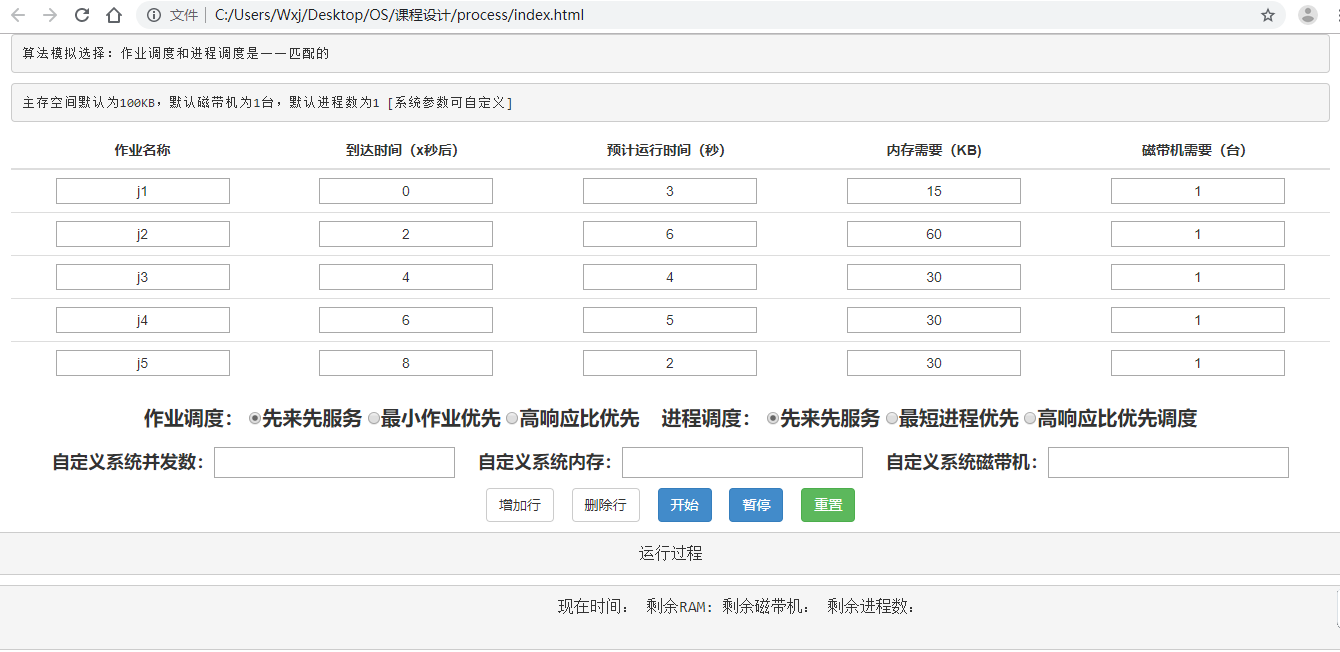 文件 C:/Users/Wxj/Desktop/OS/课程设计/process/index.html
算法模拟选择：作业调度和进程调度是一一匹配的
主存空间默认为100KB，默认磁带机为1台，默认进程数为1 [系统参数可自定义]
作业名称 到达时间（x秒后） 预计运行时间（秒） 内存需要（KB) 磁带机需要（台）
j1 0 3 15 1
j2 2 6 60 1
j3 4 4 30 1
j4 6 5 30 1
j5 8 2 30 1
作业调度： 先来先服务 最小作业优先 高响应比优先 进程调度： 先来先服务 最短进程优先 高响应比优先调度
自定义系统并发数： 自定义系统内存： 自定义系统磁带机：
增加行 删除行 开始 暂停 重置
运行过程
现在时间： 剩余RAM: 剩余磁带机： 剩余进程数：